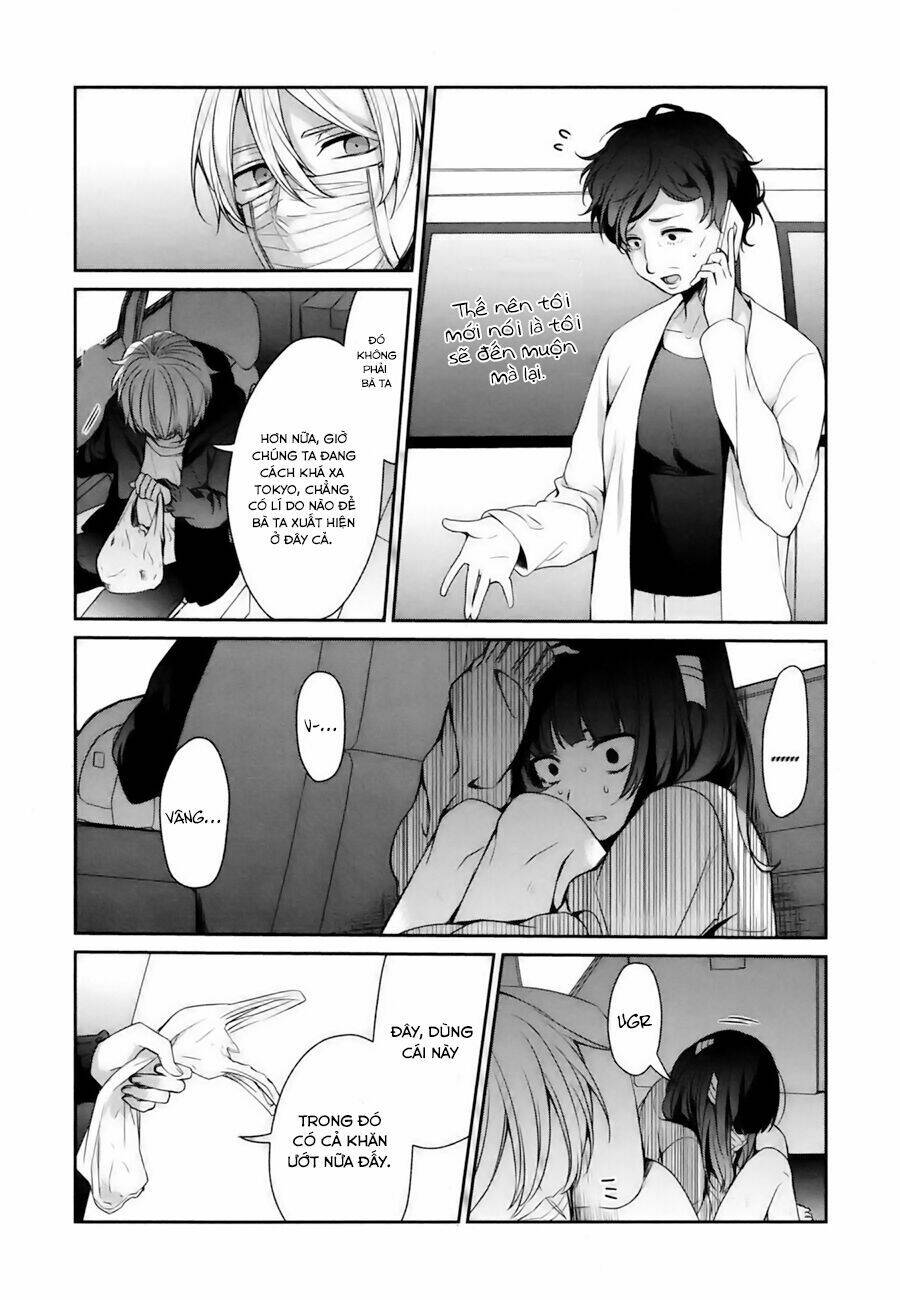 Thế nên tôi
mới nói là tôi
sẽ đến muộn
mà lại.
ĐÓ
KHÔNG
PHẢI
BÀ TA
HƠN NỮA, GIỜ
CHÚNG TA ĐANG
CÁCH KHÁ XA
TOKYO, CHẲNG
CÓ LÍ DO NÀO ĐỂ
BÀ TA XUẤT HIỆN
Ở ĐÂY CẢ.
........
V-...
VÂNG...
UGR
ĐÂY, DÙNG
CÁI NÀY
TRONG ĐÓ
CÓ CẢ KHĂN
ƯỚT NỮA ĐẤY.